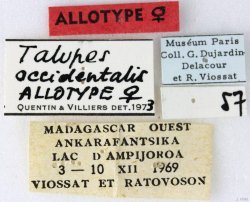 ALLOTYPE ♀
Talupes
occidentalis
ALLOTYPE ♀
QUENTIN & VILLIERS DET. 1973
Muséum Paris
Coll. G. Dujardin
Delacour
et R. Viossat
57
MADAGASCAR OUEST
ANKARAFANTSIKA
LAC D'AMPIJOROA
3 — 10 XII 1969
VIOSSAT ET RATOVOSON